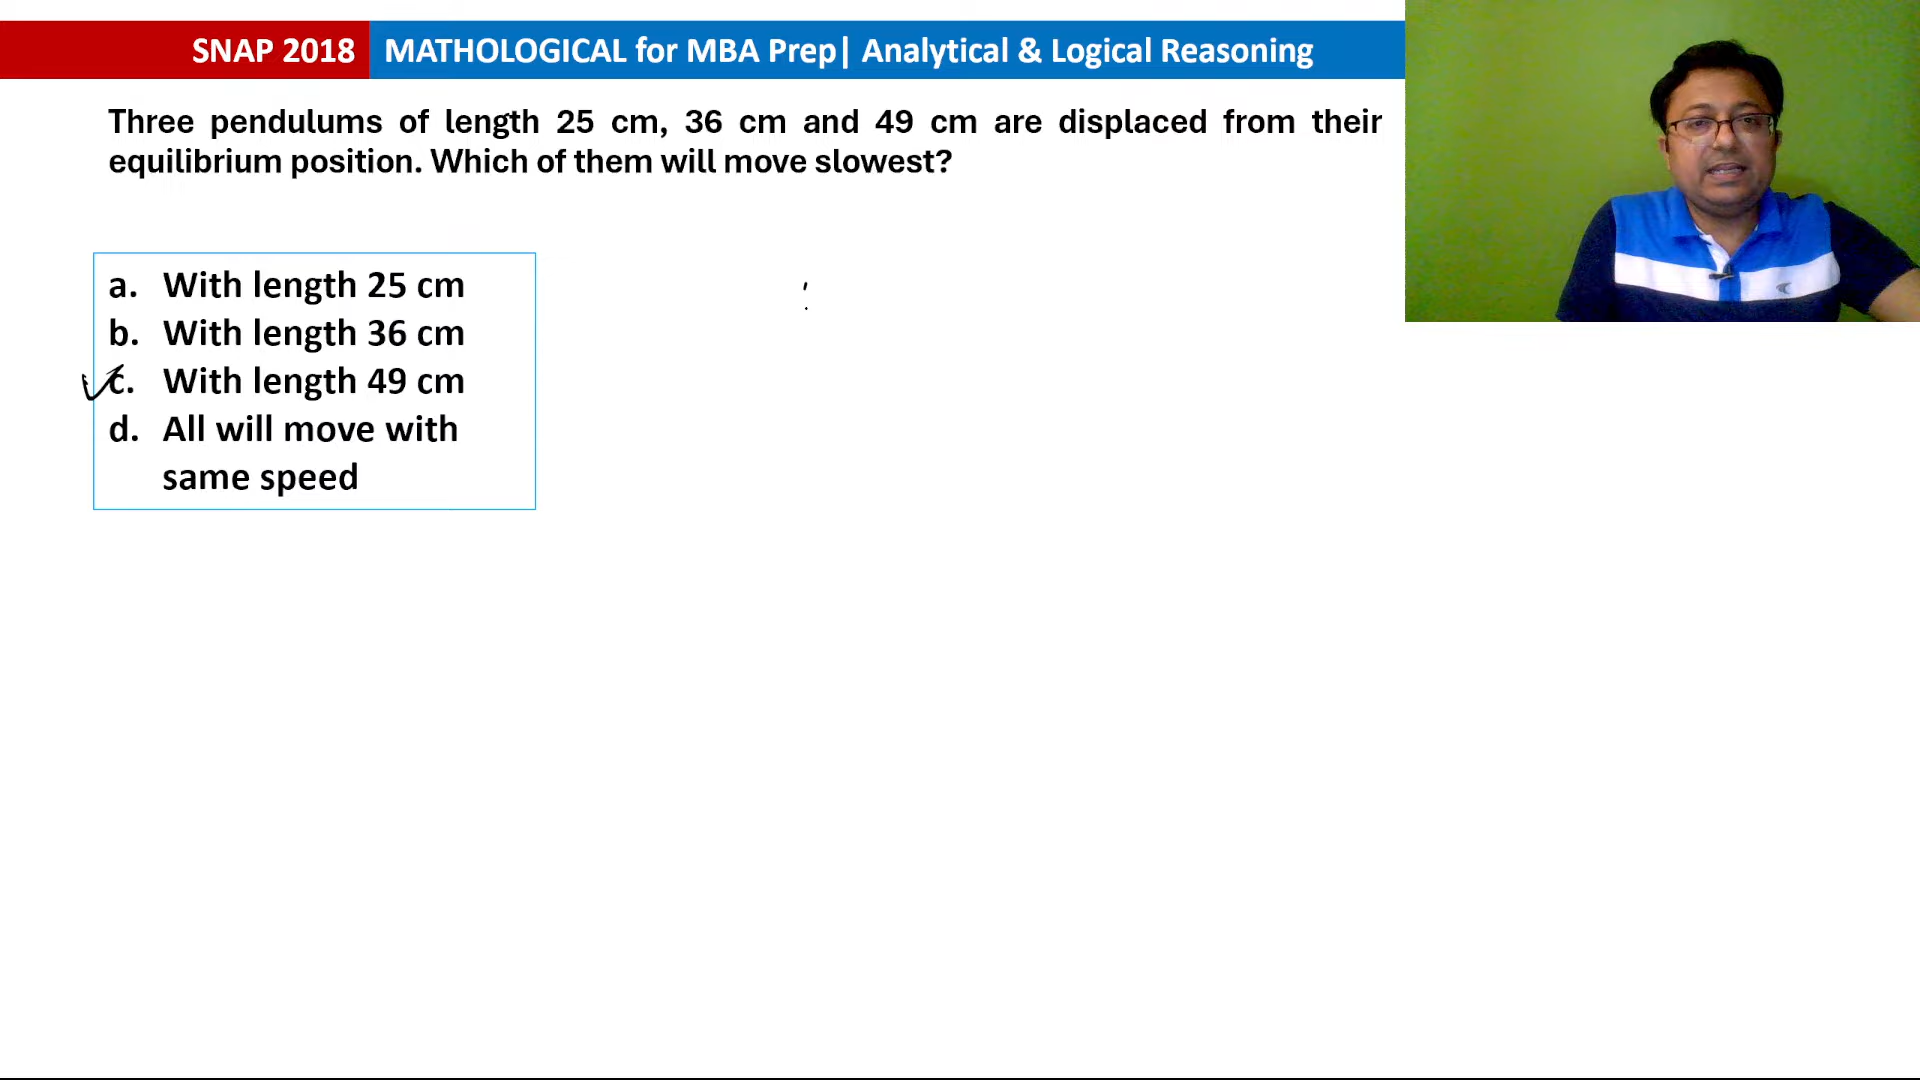 SNAP 2018 MATHOLOGICAL for MBA Prep| Analytical & Logical Reasoning
Three pendulums of length 25 cm, 36 cm and 49 cm are displaced from their
equilibrium position. Which of them will move slowest?
a. With length 25 cm
b. With length 36 cm
c. With length 49 cm
d. All will move with
same speed